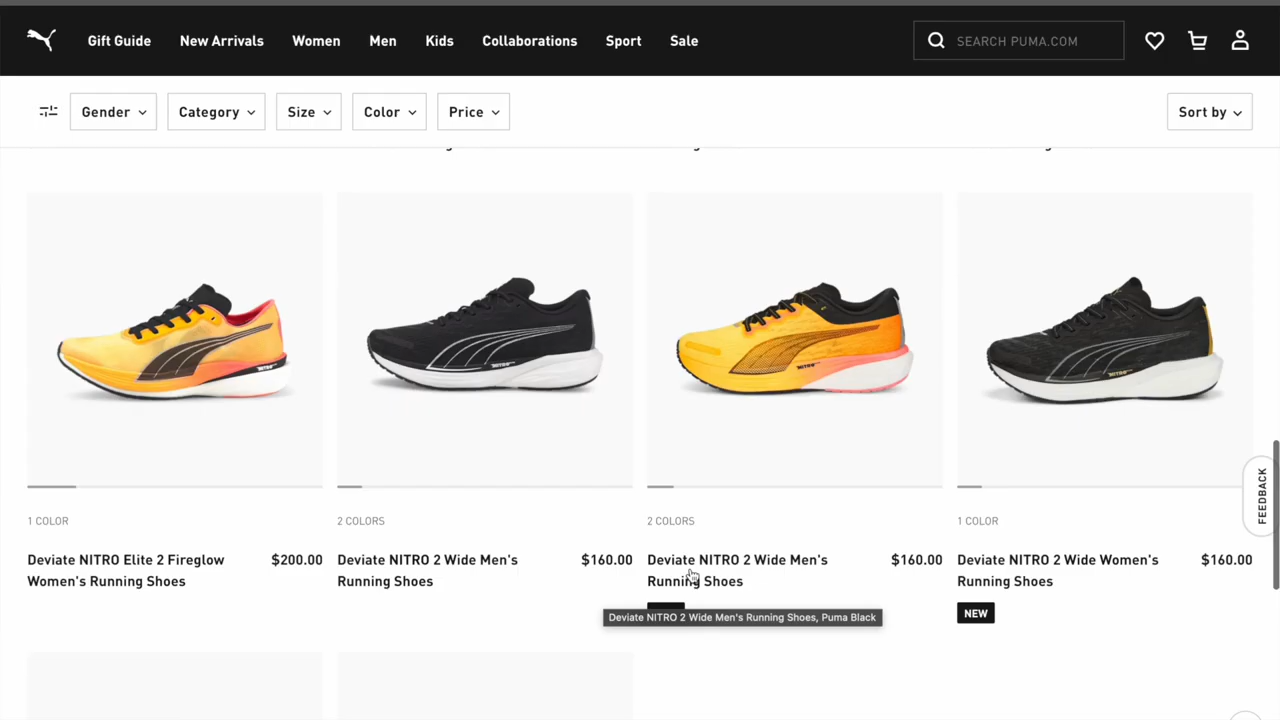 Gift Guide New Arrivals Women Men Kids Collaborations Sport Sale SEARCH PUMA.COM
Gender Category Size Color Price Sort by
1 COLOR 2 COLORS 2 COLORS 1 COLOR
Deviate NITRO Elite 2 Fireglow $200.00 Deviate NITRO 2 Wide Men's $160.00 Deviate NITRO 2 Wide Men's $160.00 Deviate NITRO 2 Wide Women's $160.00
Women's Running Shoes Running Shoes Running Shoes Running Shoes
NEW
Deviate NITRO 2 Wide Men's Running Shoes, Puma Black
FEEDBACK